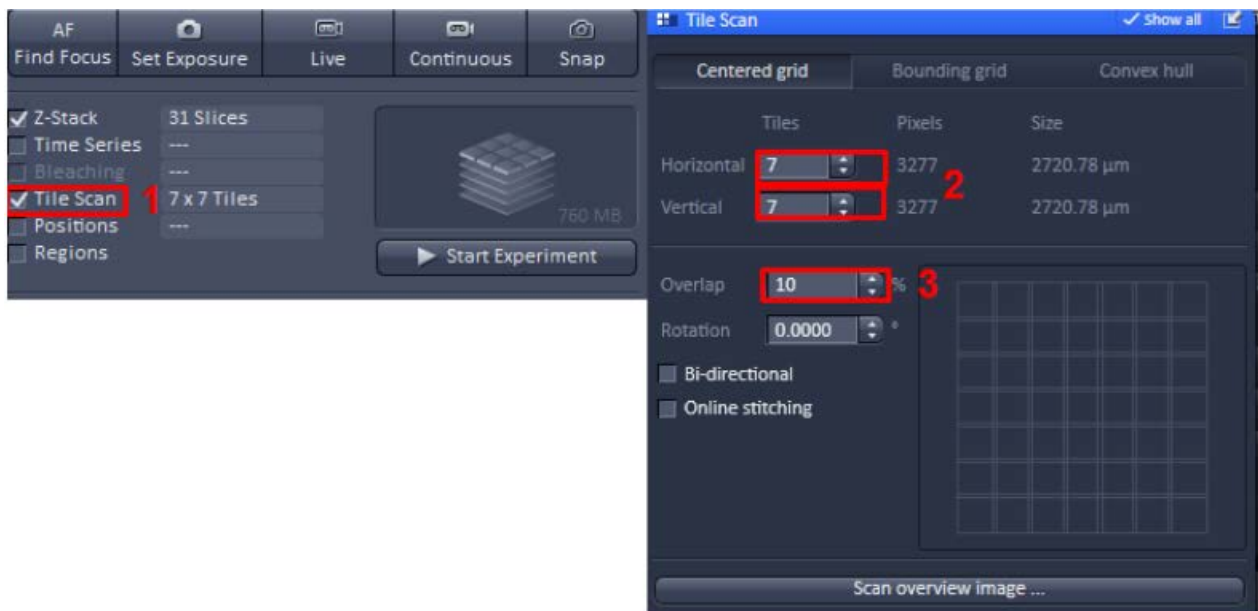 AF
Find Focus
Set Exposure
Live
Continuous
Snap
Z-Stack 31 Slices
Time Series ---
Bleaching ---
Tile Scan 1 7 x 7 Tiles
Positions ---
Regions
760 MB
Start Experiment
Tile Scan Show all
Centered grid Bounding grid Convex hull
Tiles Pixels Size
Horizontal 7 3277 2720.78 µm
2
Vertical 7 3277 2720.78 µm
Overlap 10 % 3
Rotation 0.0000 °
Bi-directional
Online stitching
Scan overview image ...